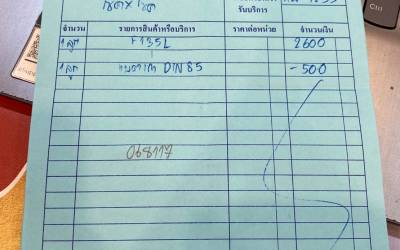 รับบริการ
จำนวน รายการสินค้าหรือบริการ ราคาต่อหน่วย จำนวนเงิน
1 ลูก F135L 2600
1 ลูก DIN 85 -500
068117
Ctrl